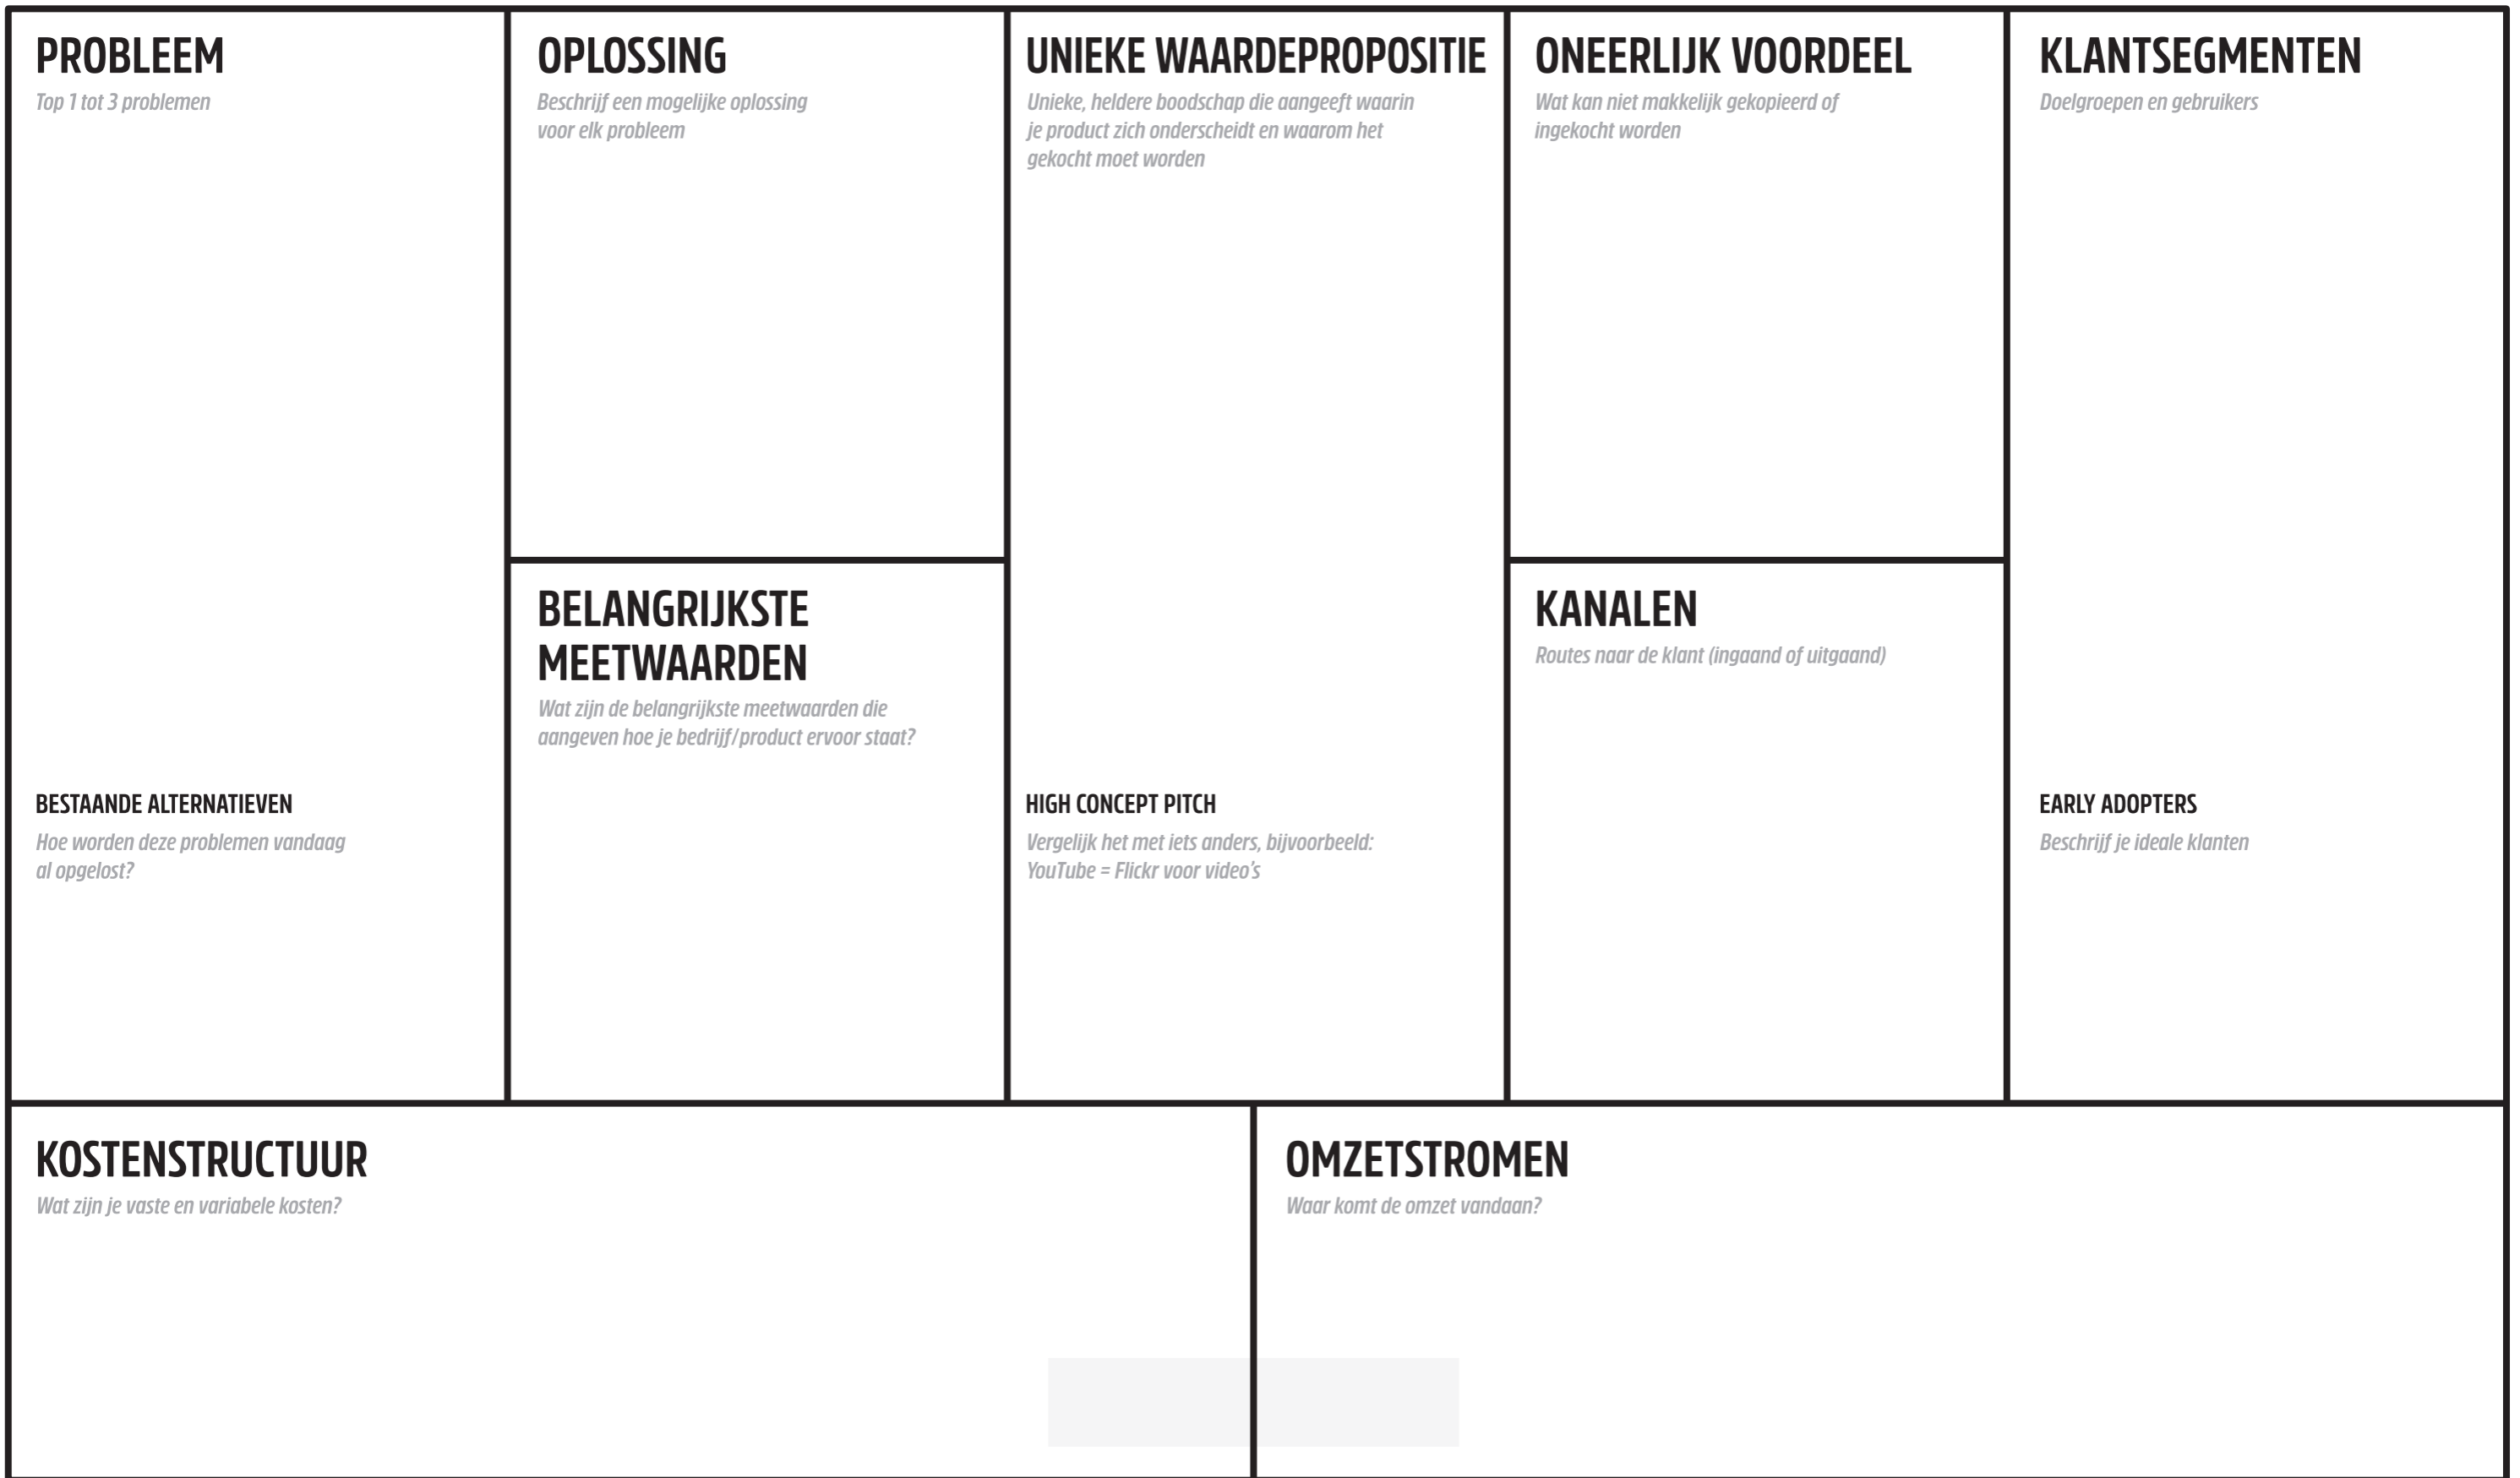 PROBLEEM
Top 1 tot 3 problemen
BESTAANDE ALTERNATIEVEN
Hoe worden deze problemen vandaag
al opgelost?
OPLOSSING
Beschrijf een mogelijke oplossing
voor elk probleem
BELANGRIJKSTE
MEETWAARDEN
Wat zijn de belangrijkste meetwaarden die
aangeven hoe je bedrijf/product ervoor staat?
UNIEKE WAARDEPROPOSITIE
Unieke, heldere boodschap die aangeeft waarin
je product zich onderscheidt en waarom het
gekocht moet worden
HIGH CONCEPT PITCH
Vergelijk het met iets anders, bijvoorbeeld:
YouTube = Flickr voor video’s
ONEERLIJK VOORDEEL
Wat kan niet makkelijk gekopieerd of
ingekocht worden
KANALEN
Routes naar de klant (ingaand of uitgaand)
KLANTSEGMENTEN
Doelgroepen en gebruikers
EARLY ADOPTERS
Beschrijf je ideale klanten
KOSTENSTRUCTUUR
Wat zijn je vaste en variabele kosten?
OMZETSTROMEN
Waar komt de omzet vandaan?